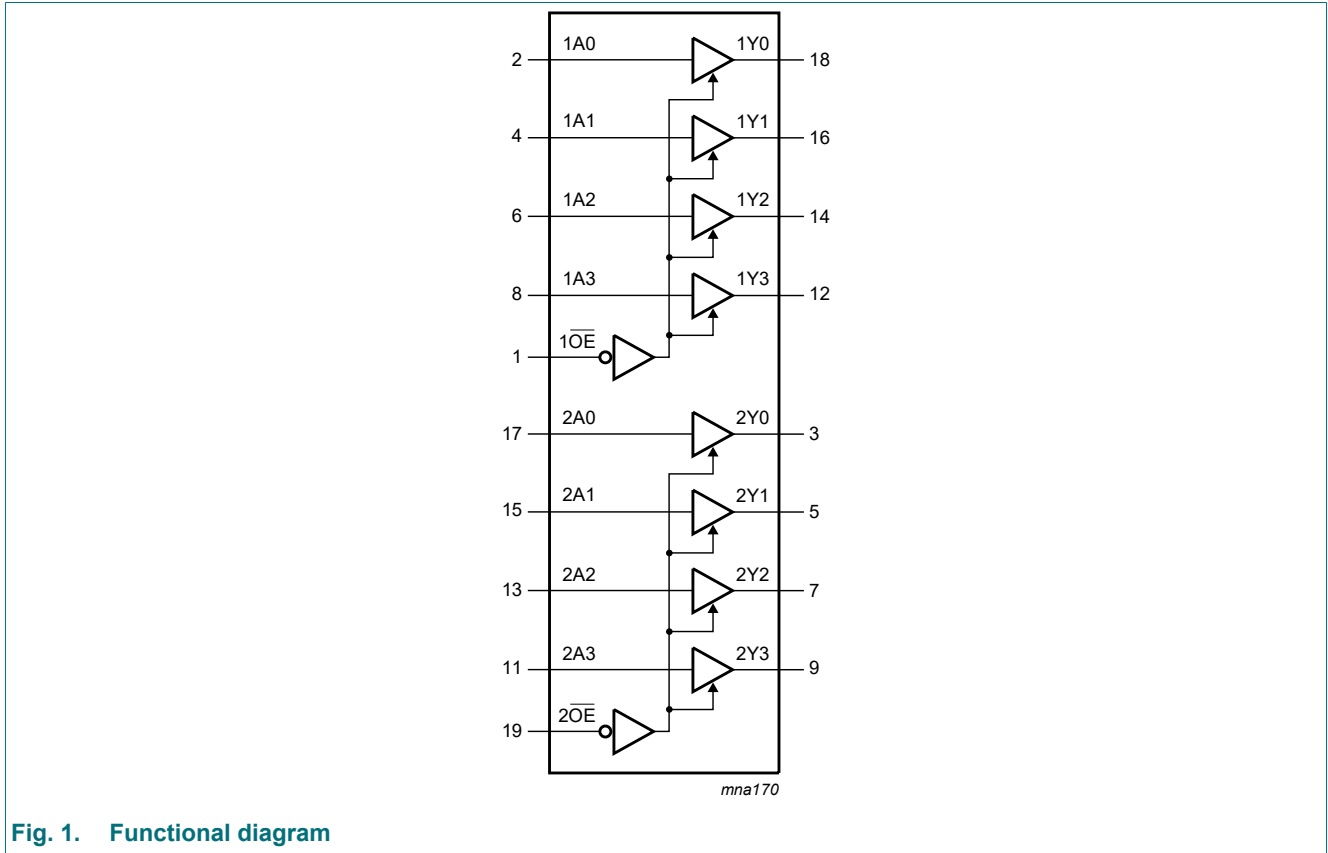 1A0 1Y0
2 18
1A1 1Y1
4 16
1A2 1Y2
6 14
1A3 1Y3
8 12
1O̅E̅
1
2A0 2Y0
17 3
2A1 2Y1
15 5
2A2 2Y2
13 7
2A3 2Y3
11 9
2O̅E̅
19
mna170
Fig. 1. Functional diagram